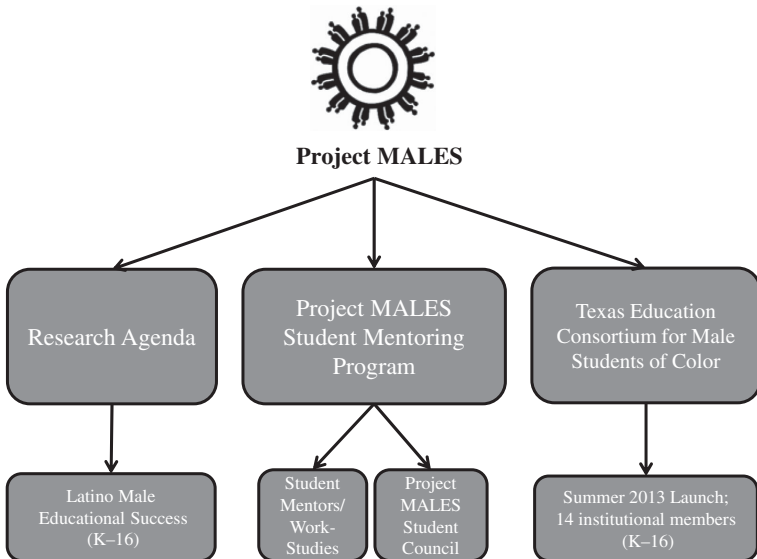 Project MALES
Research Agenda
Project MALES
Student Mentoring
Program
Texas Education
Consortium for Male
Students of Color
Latino Male
Educational Success
(K–16)
Student
Mentors/
Work-
Studies
Project
MALES
Student
Council
Summer 2013 Launch;
14 institutional members
(K–16)